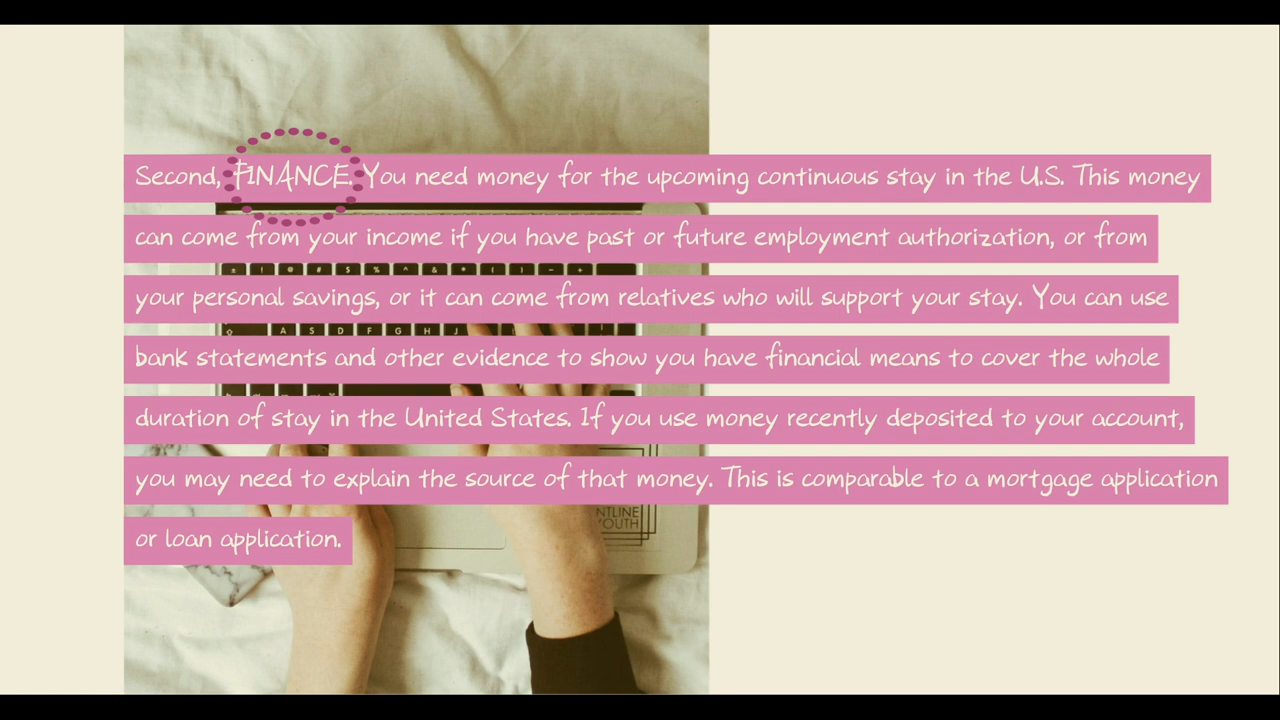 Second, FINANCE. You need money for the upcoming continuous stay in the U.S. This money
can come from your income if you have past or future employment authorization, or from
your personal savings, or it can come from relatives who will support your stay. You can use
bank statements and other evidence to show you have financial means to cover the whole
duration of stay in the United States. If you use money recently deposited to your account,
you may need to explain the source of that money. This is comparable to a mortgage application
or loan application.
± ! @ # $ % ^ & * ( ) − +
A S D F G H J
YOUTH